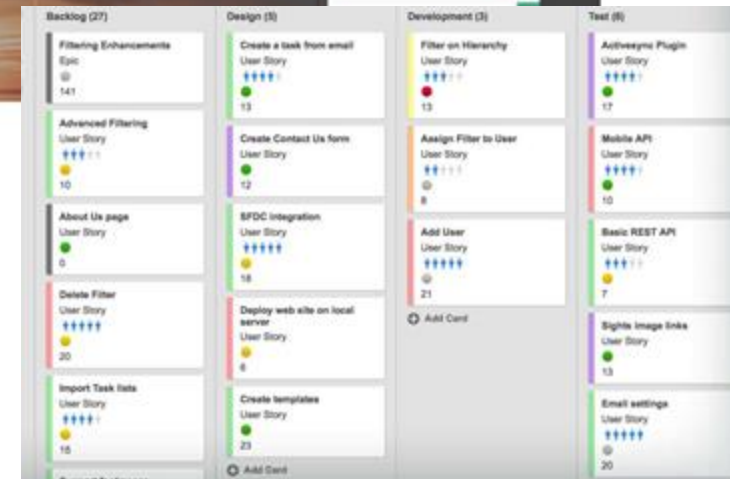 Backlog (27)
Filtering Enhancements
Epic
141
Advanced Filtering
User Story
10
About Us page
User Story
0
Delete Filter
User Story
20
Import Task lists
User Story
Design (5)
Create a task from email
User Story
13
Create Contact Us form
User Story
12
SFDC integration
User Story
Deploy web site on local
server
User Story
6
Create templates
User Story
23
Add Card
Development (3)
Filter on Hierarchy
User Story
13
Assign Filter to User
User Story
8
Add User
User Story
21
Add Card
Test (8)
Activesync Plugin
User Story
17
Mobile API
User Story
10
Basic REST API
User Story
7
Sights image links
User Story
13
Email settings
User Story
20